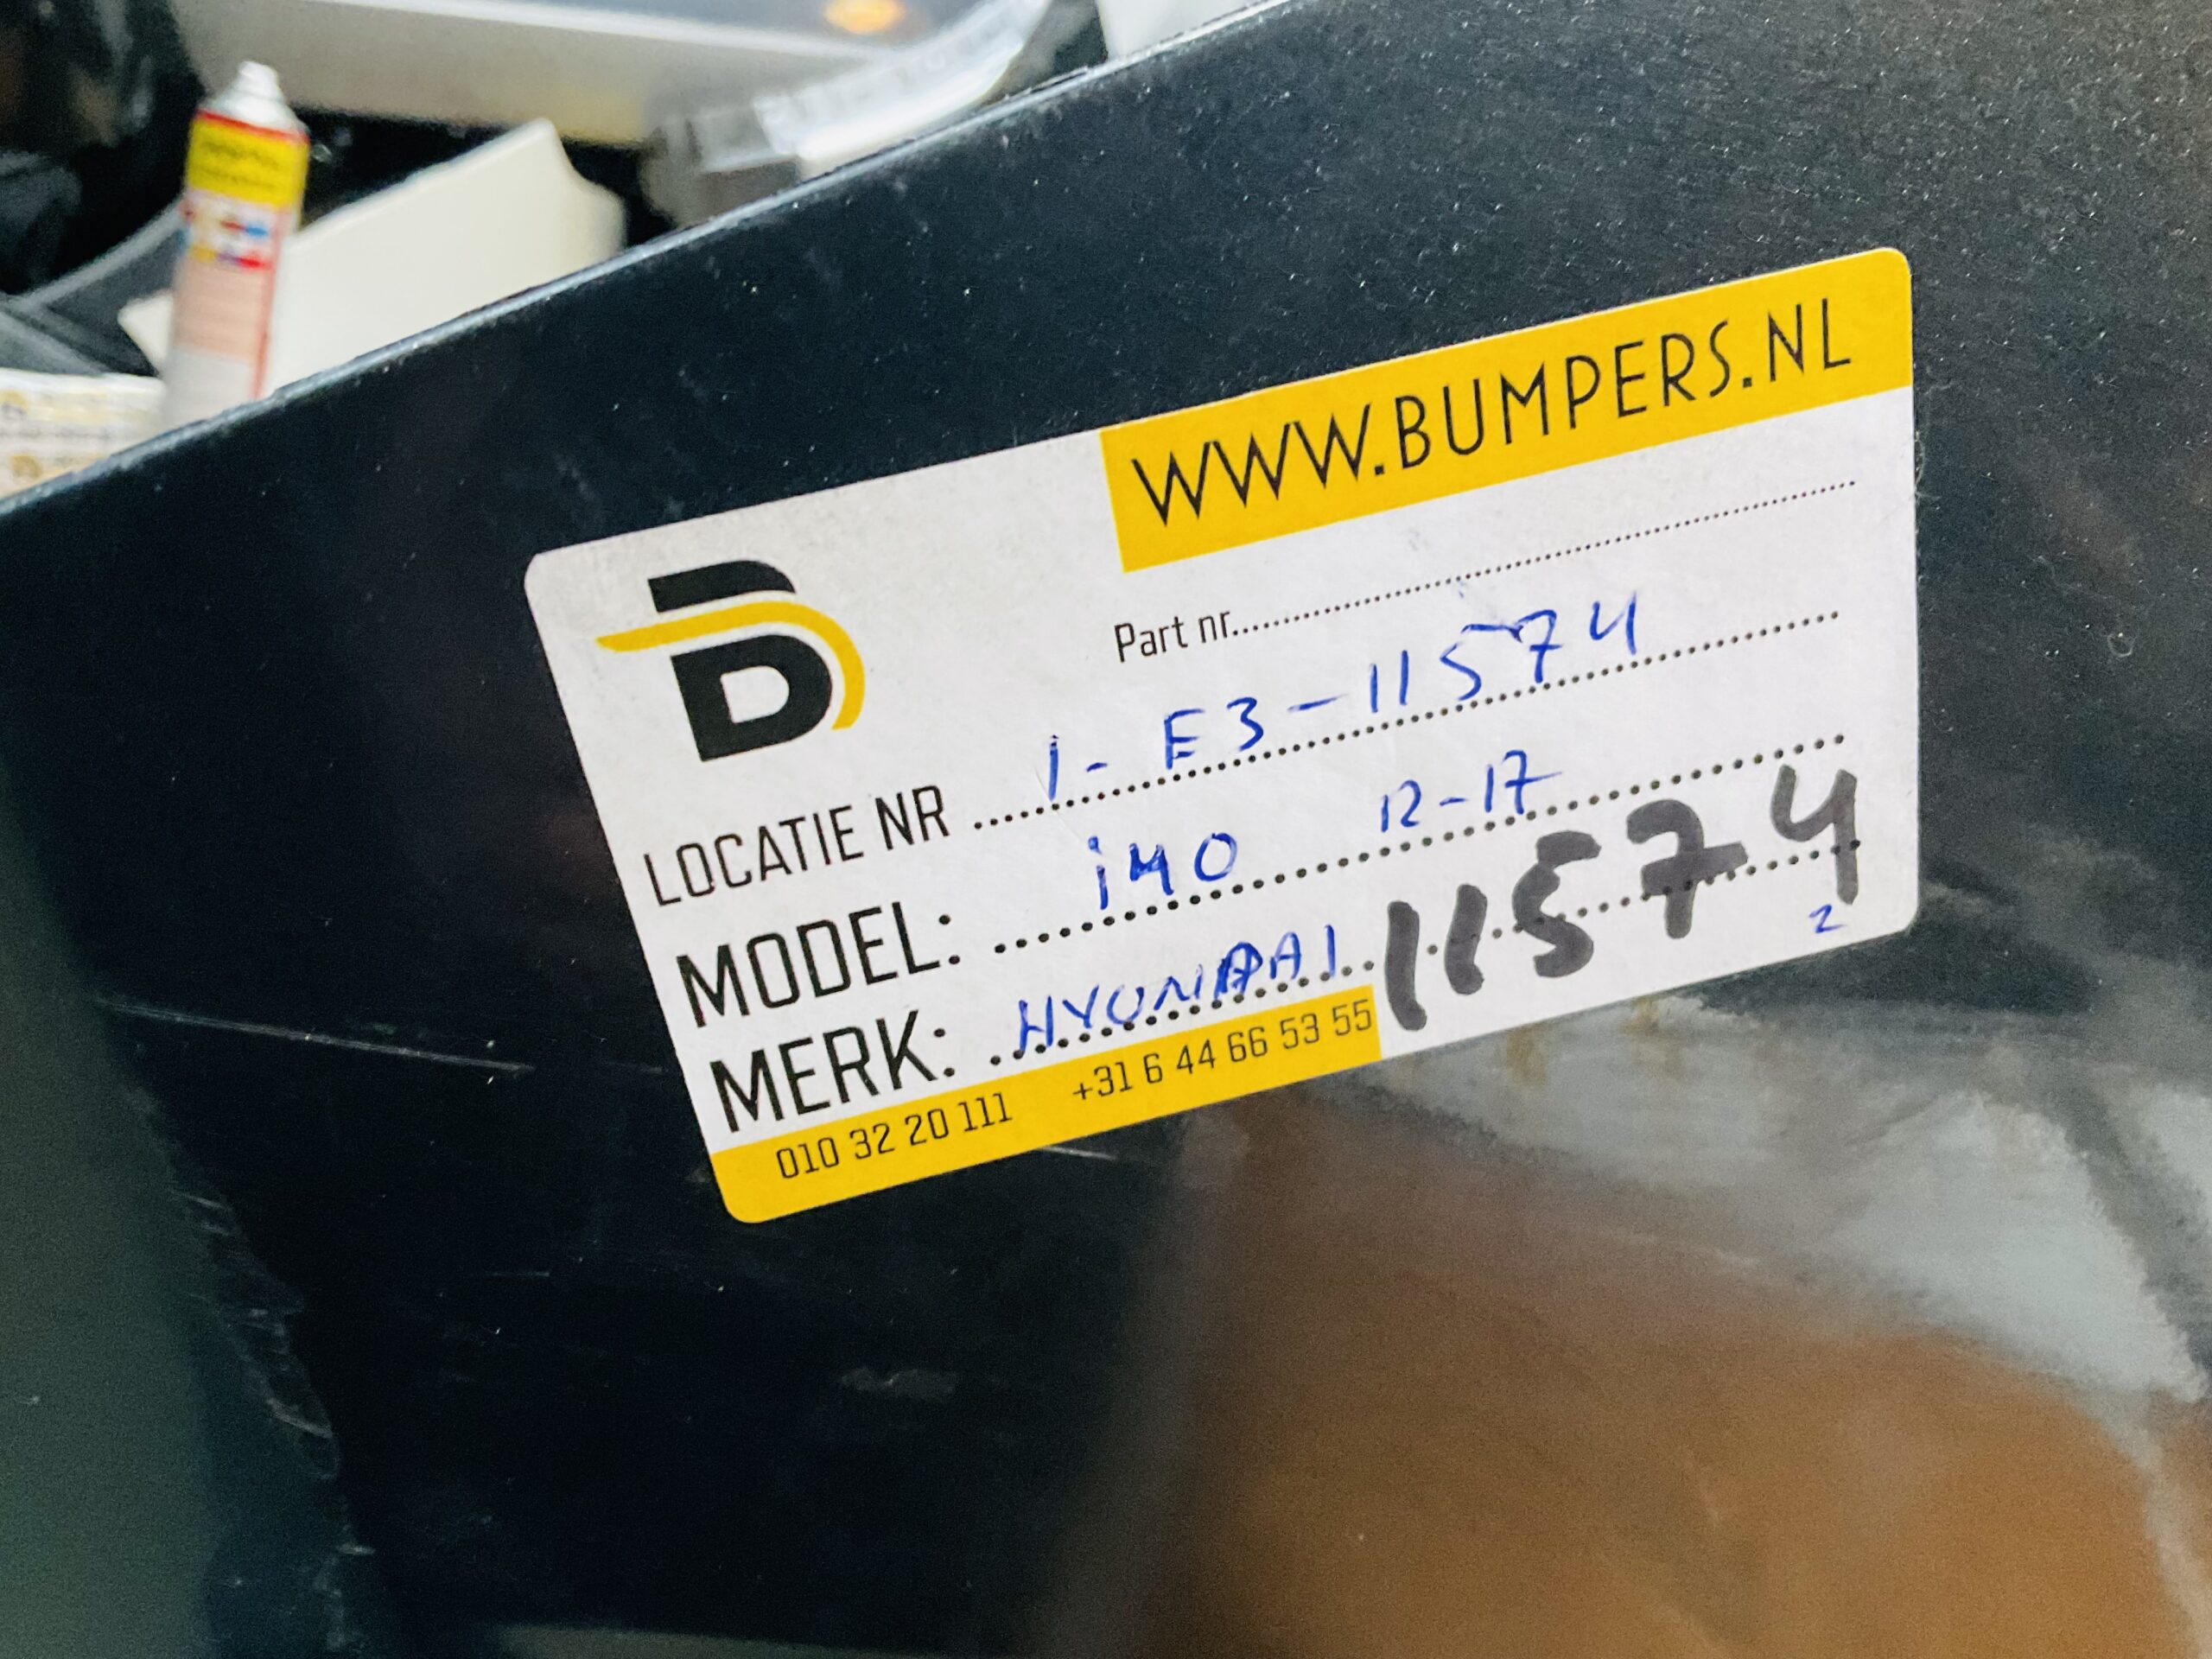 WWW.BUMPERS.NL
B
Part nr..........
LOCATIE NR .......... 1- E3-11574
MODEL: .......... i40 12-17
MERK: .......... HYUNDAI 11574
2
010 32 20 111 +31 6 44 66 53 55